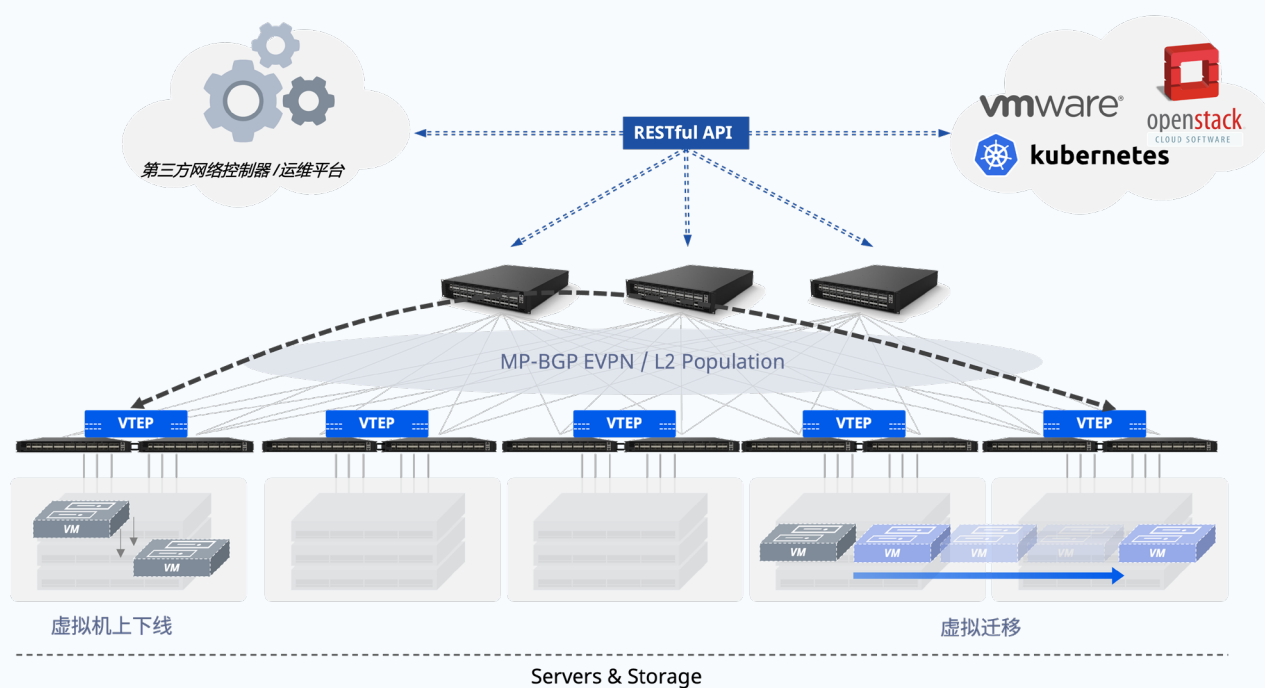 vmware®
openstack
CLOUD SOFTWARE
kubernetes
RESTful API
第三方网络控制器/运维平台
MP-BGP EVPN / L2 Population
VTEP
VTEP
VTEP
VTEP
VTEP
VM
VM
VM
VM
VM
VM
VM
虚拟机上下线
虚拟迁移
Servers & Storage